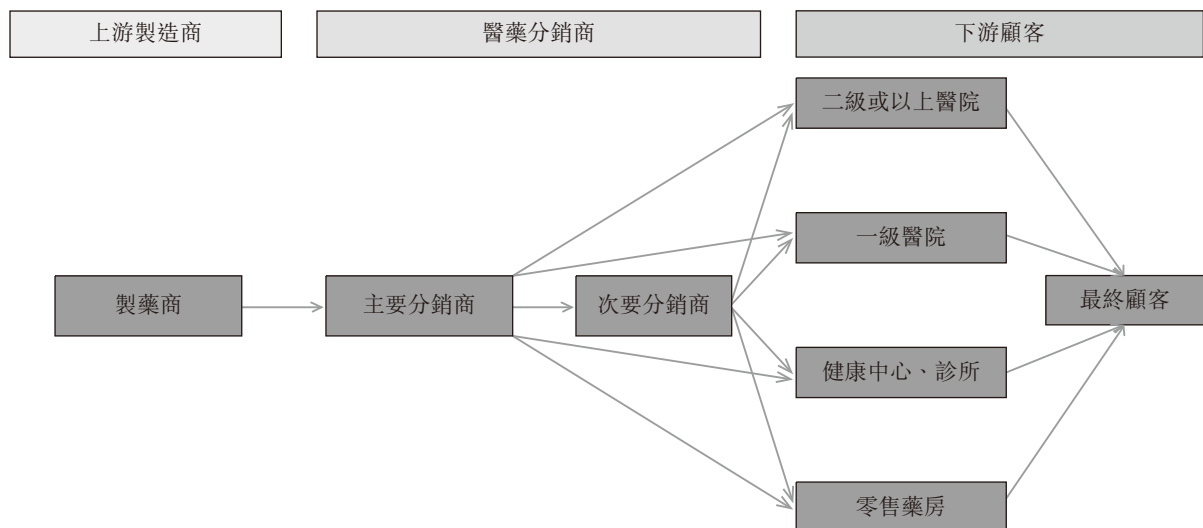 上游製造商
醫藥分銷商
下游顧客
二級或以上醫院
一級醫院
製藥商
主要分銷商
次要分銷商
最終顧客
健康中心、診所
零售藥房